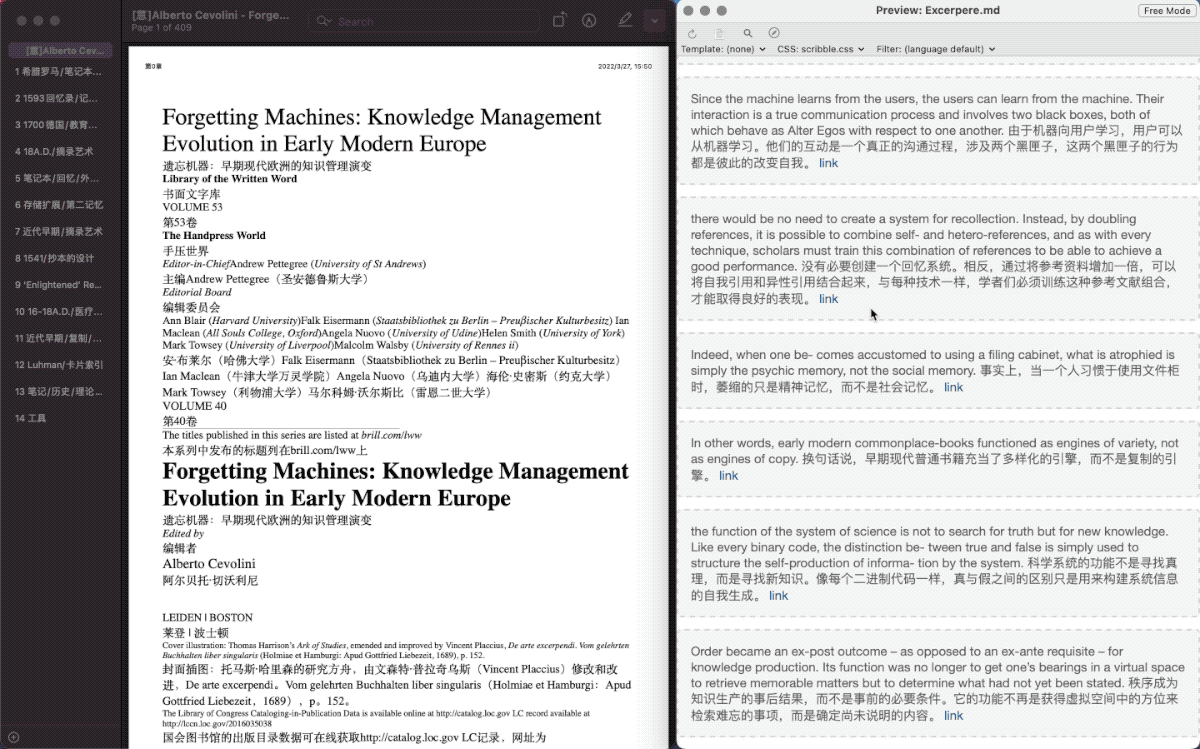 [意]Alberto Cevolini - Forge...
Page 1 of 409
Search
[意]Alberto Cev...
1 希腊罗马/笔记本...
2 1593回忆录/记...
3 1700德国/教育...
4 18A.D./摘录艺术
5 笔记本/回忆/外...
6 存储扩展/第二记忆
7 近代早期/摘录艺术
8 1541/抄本的设计
9 'Enlightened' Re...
10 16-18A.D./医疗...
11 近代早期/复制/...
12 Luhman/卡片索引
13 笔记/历史/理论...
14 工具
第0章
2022/3/27, 15:50
Forgetting Machines: Knowledge Management
Evolution in Early Modern Europe
遗忘机器：早期现代欧洲的知识管理演变
Library of the Written Word
书面文字库
VOLUME 53
第53卷
The Handpress World
手压世界
Editor-in-ChiefAndrew Pettegree (University of St Andrews)
主编Andrew Pettegree（圣安德鲁斯大学）
Editorial Board
编辑委员会
Ann Blair (Harvard University)Falk Eisermann (Staatsbibliothek zu Berlin – Preuβischer Kulturbesitz) Ian
Maclean (All Souls College, Oxford)Angela Nuovo (University of Udine)Helen Smith (University of York)
Mark Towsey (University of Liverpool)Malcolm Walsby (University of Rennes ii)
安·布莱尔（哈佛大学）Falk Eisermann（Staatsbibliothek zu Berlin – Preuβischer Kulturbesitz）
Ian Maclean（牛津大学万灵学院）Angela Nuovo（乌迪内大学）海伦·史密斯（约克大学）
Mark Towsey（利物浦大学）马尔科姆·沃尔斯比（雷恩二世大学）
VOLUME 40
第40卷
The titles published in this series are listed at brill.com/lww
本系列中发布的标题列在brill.com/lww上
Forgetting Machines: Knowledge Management
Evolution in Early Modern Europe
遗忘机器：早期现代欧洲的知识管理演变
Edited by
编辑者
Alberto Cevolini
阿尔贝托·切沃利尼
LEIDEN | BOSTON
莱登 | 波士顿
Cover illustration: Thomas Harrison's Ark of Studies, emended and improved by Vincent Placcius, De arte excerpendi. Vom gelehrten
Buchhalten liber singularis (Holmiae et Hamburgi: Apud Gottfried Liebezeit, 1689), p. 152.
封面插图：托马斯·哈里森的研究方舟，由文森特·普拉奇乌斯（Vincent Placcius）修改和改
进，De arte excerpendi。Vom gelehrten Buchhalten liber singularis（Holmiae et Hamburgi：Apud
Gottfried Liebezeit，1689），p。152。
The Library of Congress Cataloging-in-Publication Data is available online at http://catalog.loc.gov LC record available at
http://lccn.loc.gov/2016035038
国会图书馆的出版目录数据可在线获取http://catalog.loc.gov LC记录，网址为
Preview: Excerpere.md
Free Mode
Template: (none)
CSS: scribble.css
Filter: (language default)
Since the machine learns from the users, the users can learn from the machine. Their
interaction is a true communication process and involves two black boxes, both of
which behave as Alter Egos with respect to one another. 由于机器向用户学习，用户可以
从机器学习。他们的互动是一个真正的沟通过程，涉及两个黑匣子，这两个黑匣子的行为
都是彼此的改变自我。 link
there would be no need to create a system for recollection. Instead, by doubling
references, it is possible to combine self- and hetero-references, and as with every
technique, scholars must train this combination of references to be able to achieve a
good performance. 没有必要创建一个回忆系统。相反，通过将参考资料增加一倍，可以
将自我引用和异性引用结合起来，与每种技术一样，学者们必须训练这种参考文献组合，
才能取得良好的表现。 link
Indeed, when one be- comes accustomed to using a filing cabinet, what is atrophied is
simply the psychic memory, not the social memory. 事实上，当一个人习惯于使用文件柜
时，萎缩的只是精神记忆，而不是社会记忆。 link
In other words, early modern commonplace-books functioned as engines of variety, not
as engines of copy. 换句话说，早期现代普通书籍充当了多样化的引擎，而不是复制的引
擎。 link
the function of the system of science is not to search for truth but for new knowledge.
Like every binary code, the distinction be- tween true and false is simply used to
structure the self-production of informa- tion by the system. 科学系统的功能不是寻找真
理，而是寻找新知识。像每个二进制代码一样，真与假之间的区别只是用来构建系统信息
的自我生成。 link
Order became an ex-post outcome – as opposed to an ex-ante requisite – for
knowledge production. Its function was no longer to get one's bearings in a virtual space
to retrieve memorable matters but to determine what had not yet been stated. 秩序成为
知识生产的事后结果，而不是事前的必要条件。它的功能不再是获得虚拟空间中的方位来
检索难忘的事项，而是确定尚未说明的内容。 link